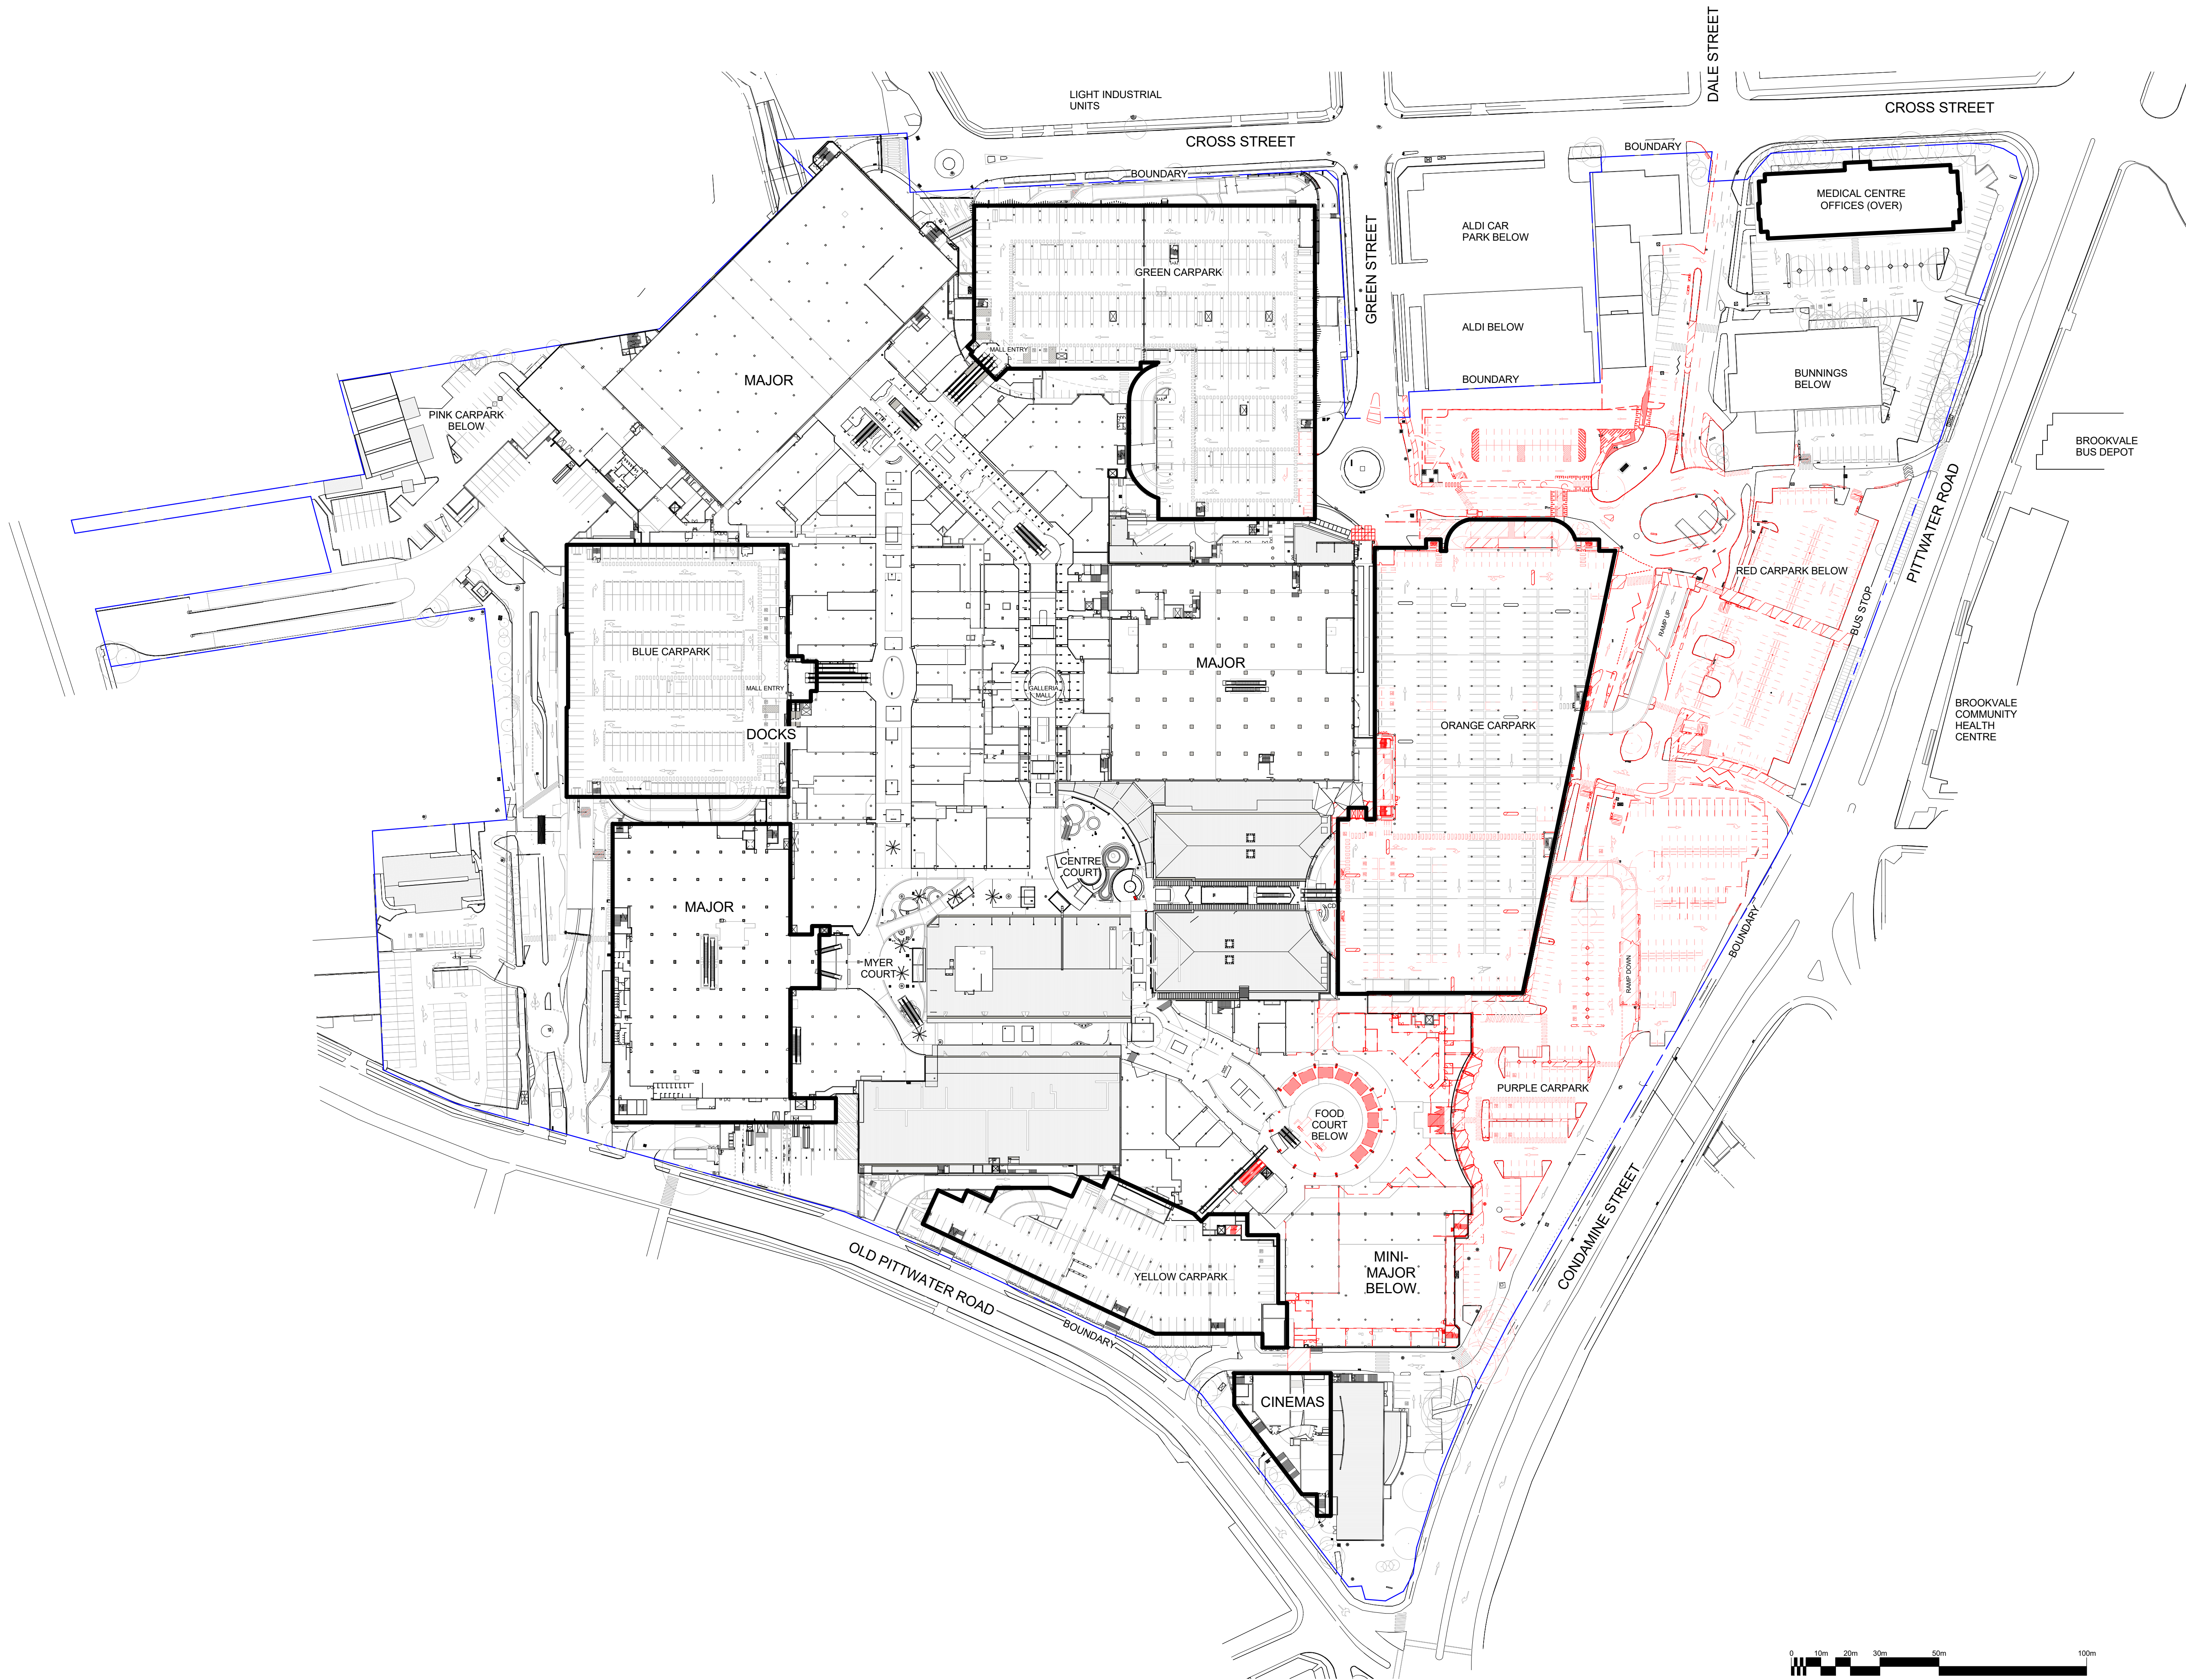 DALE STREET
LIGHT INDUSTRIAL
UNITS
CROSS STREET
CROSS STREET
BOUNDARY
BOUNDARY
MEDICAL CENTRE
OFFICES (OVER)
ALDI CAR
PARK BELOW
GREEN STREET
GREEN CARPARK
333
ALDI BELOW
MALL ENTRY
MAJOR
BOUNDARY
BUNNINGS
BELOW
PINK CARPARK
BELOW
BROOKVALE
BUS DEPOT
PITTWATER ROAD
RED CARPARK BELOW
BUS STOP
RAMP UP
BLUE CARPARK
MAJOR
MALL ENTRY
GALLERIA
MALL
ORANGE CARPARK
BROOKVALE
COMMUNITY
HEALTH
CENTRE
DOCKS
CENTRE
COURT
MAJOR
CD
BOUNDARY
MYER
COURT
RAMP DOWN
PURPLE CARPARK
FOOD
COURT
BELOW
CONDAMINE STREET
OLD PITTWATER ROAD
YELLOW CARPARK
MINI-
MAJOR
BELOW
BOUNDARY
CINEMAS
0 10m 20m 30m 50m 100m